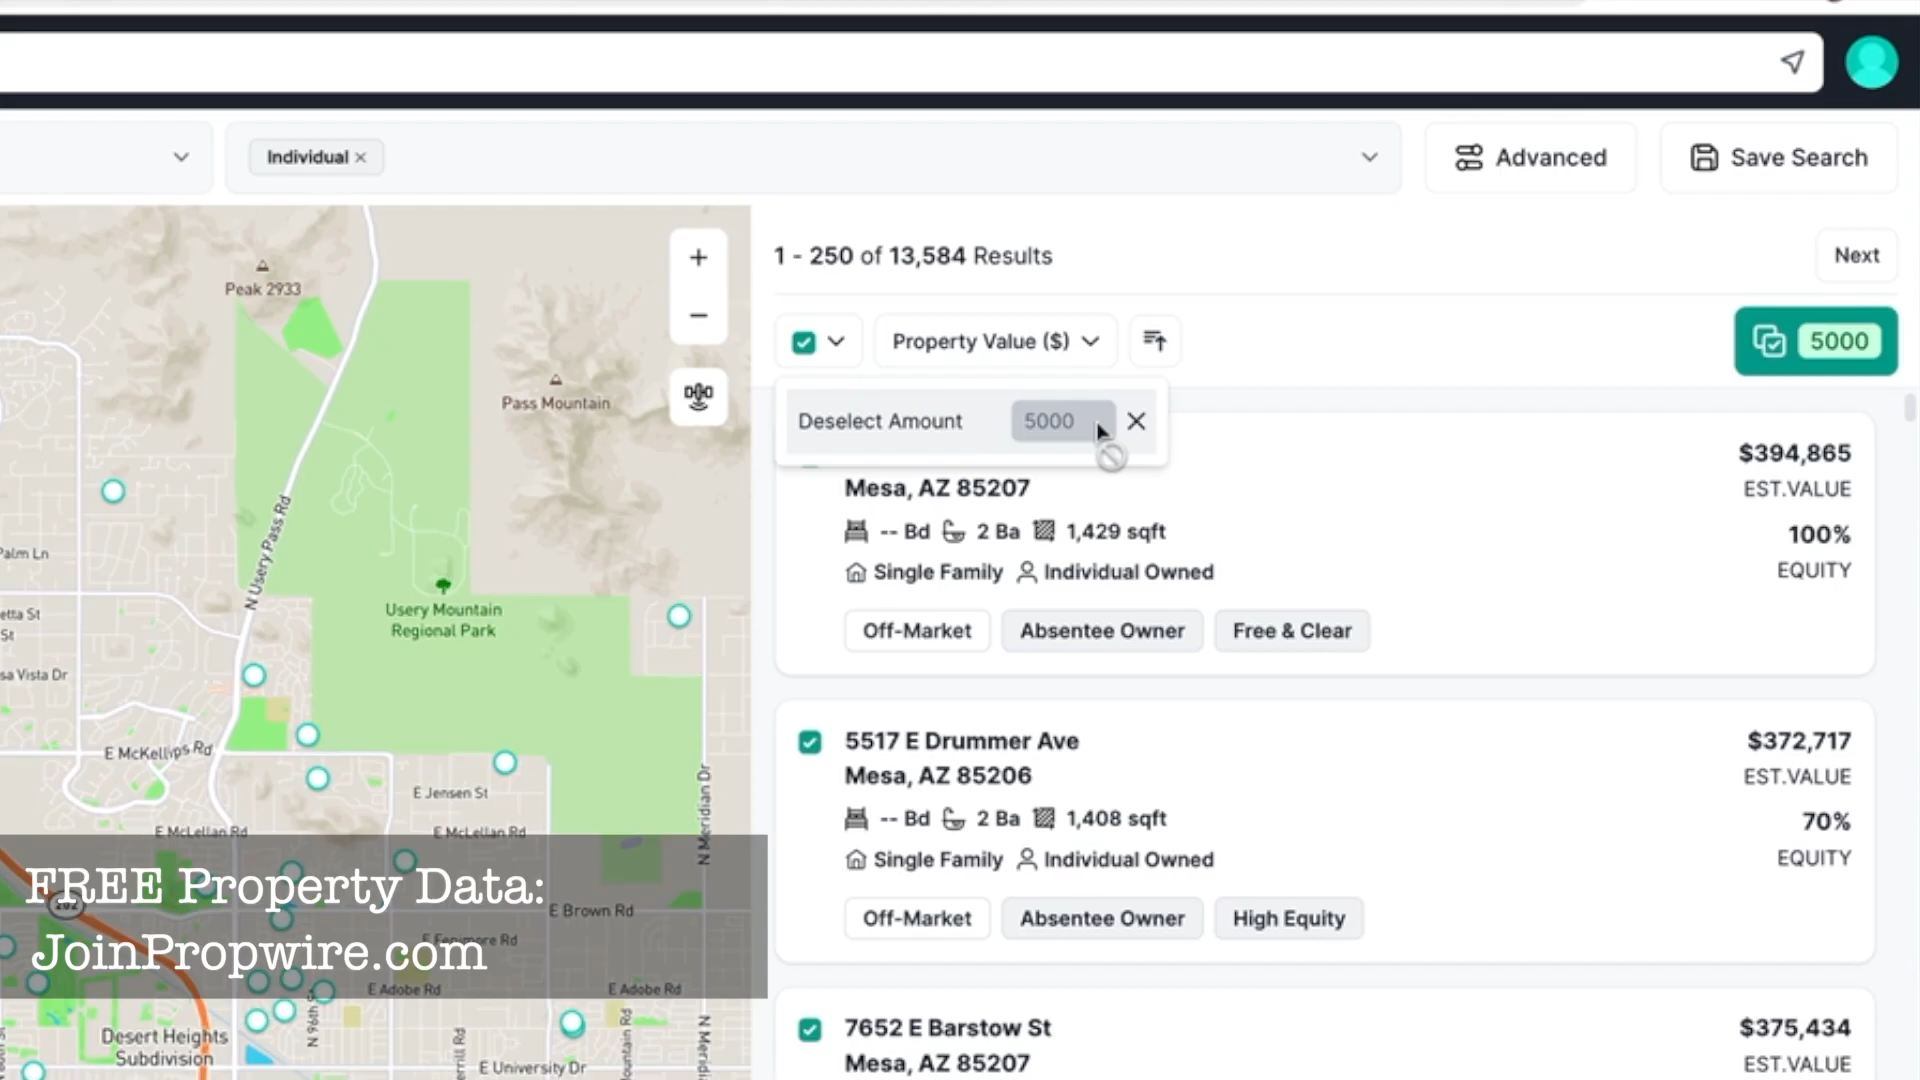 Individual
Advanced
Save Search
1 - 250 of 13,584 Results
Next
Property Value ($)
5000
Deselect Amount 5000
Mesa, AZ 85207
$394,865
EST.VALUE
-- Bd 2 Ba 1,429 sqft
100%
EQUITY
Single Family Individual Owned
Off-Market Absentee Owner Free & Clear
5517 E Drummer Ave
Mesa, AZ 85206
$372,717
EST.VALUE
-- Bd 2 Ba 1,408 sqft
70%
EQUITY
Single Family Individual Owned
Off-Market Absentee Owner High Equity
7652 E Barstow St
Mesa, AZ 85207
$375,434
EST.VALUE
Peak 2933
Pass Mountain
N Usery Pass Rd
Palm Ln
Usery Mountain
Regional Park
sa Vista Dr
E McKellips Rd
E Jensen St
E McLellan Rd
E McLellan Rd
N Meridian Dr
FREE Property Data:
JoinPropwire.com
202
E Brown Rd
E Adobe Rd
E Adobe Rd
Desert Heights
Subdivision
E University Dr